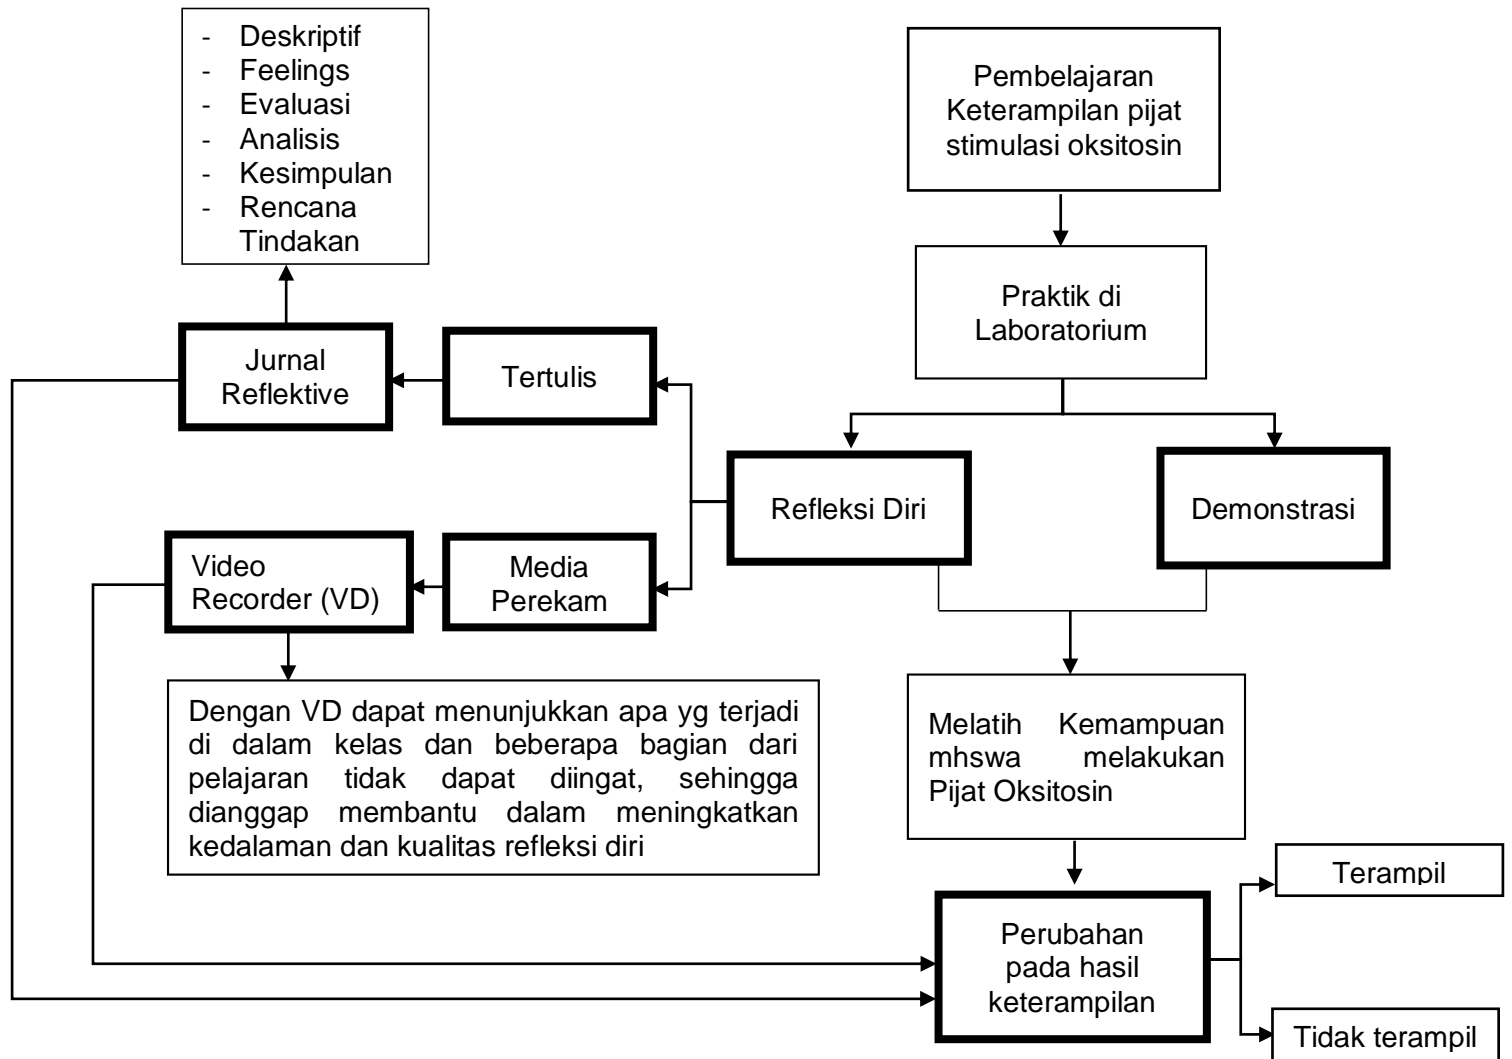 - Deskriptif
- Feelings
- Evaluasi
- Analisis
- Kesimpulan
- Rencana
Tindakan
Pembelajaran
Keterampilan pijat
stimulasi oksitosin
Praktik di
Laboratorium
Jurnal
Reflektive
Tertulis
Refleksi Diri
Demonstrasi
Video
Recorder (VD)
Media
Perekam
Dengan VD dapat menunjukkan apa yg terjadi
di dalam kelas dan beberapa bagian dari
pelajaran tidak dapat diingat, sehingga
dianggap membantu dalam meningkatkan
kedalaman dan kualitas refleksi diri
Melatih Kemampuan
mhswa melakukan
Pijat Oksitosin
Perubahan
pada hasil
keterampilan
Terampil
Tidak terampil